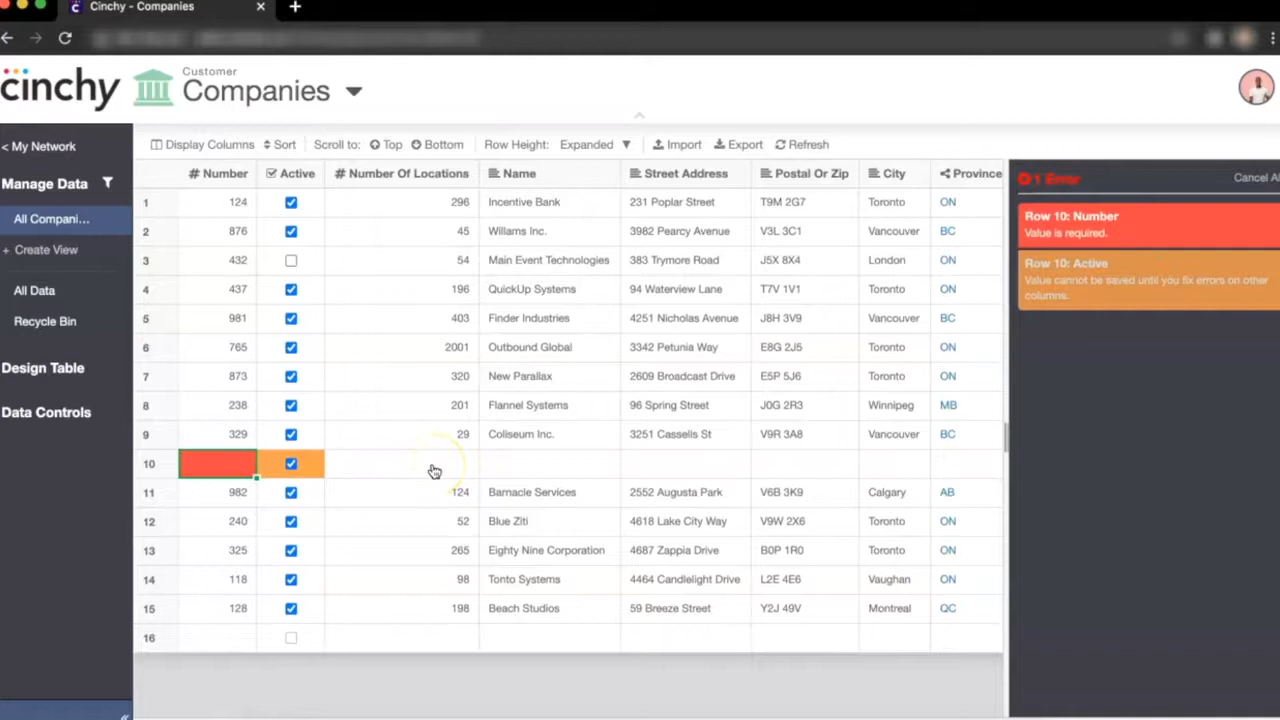 Cinchy - Companies
cinchy
Customer
Companies
< My Network
Manage Data
All Compani...
+ Create View
All Data
Recycle Bin
Design Table
Data Controls
Display Columns Sort Scroll to: Top Bottom Row Height: Expanded Import Export Refresh
# Number Active # Number Of Locations Name Street Address Postal Or Zip City Province
1 124 296 Incentive Bank 231 Poplar Street T9M 2G7 Toronto ON
2 876 45 Willams Inc. 3982 Pearcy Avenue V3L 3C1 Vancouver BC
3 432 54 Main Event Technologies 383 Trymore Road J5X 8X4 London ON
4 437 196 QuickUp Systems 94 Waterview Lane T7V 1V1 Toronto ON
5 981 403 Finder Industries 4251 Nicholas Avenue J8H 3V9 Vancouver BC
6 765 2001 Outbound Global 3342 Petunia Way E8G 2J5 Toronto ON
7 873 320 New Parallax 2609 Broadcast Drive E5P 5J6 Toronto ON
8 238 201 Flannel Systems 96 Spring Street J0G 2R3 Winnipeg MB
9 329 29 Coliseum Inc. 3251 Cassells St V9R 3A8 Vancouver BC
10
11 982 124 Barnacle Services 2552 Augusta Park V6B 3K9 Calgary AB
12 240 52 Blue Ziti 4618 Lake City Way V9W 2X6 Toronto ON
13 325 265 Eighty Nine Corporation 4687 Zappia Drive B0P 1R0 Toronto ON
14 118 98 Tonto Systems 4464 Candlelight Drive L2E 4E6 Vaughan ON
15 128 198 Beach Studios 59 Breeze Street Y2J 49V Montreal QC
16
1 Error Cancel Al
Row 10: Number
Value is required.
Row 10: Active
Value cannot be saved until you fix errors on other
columns.